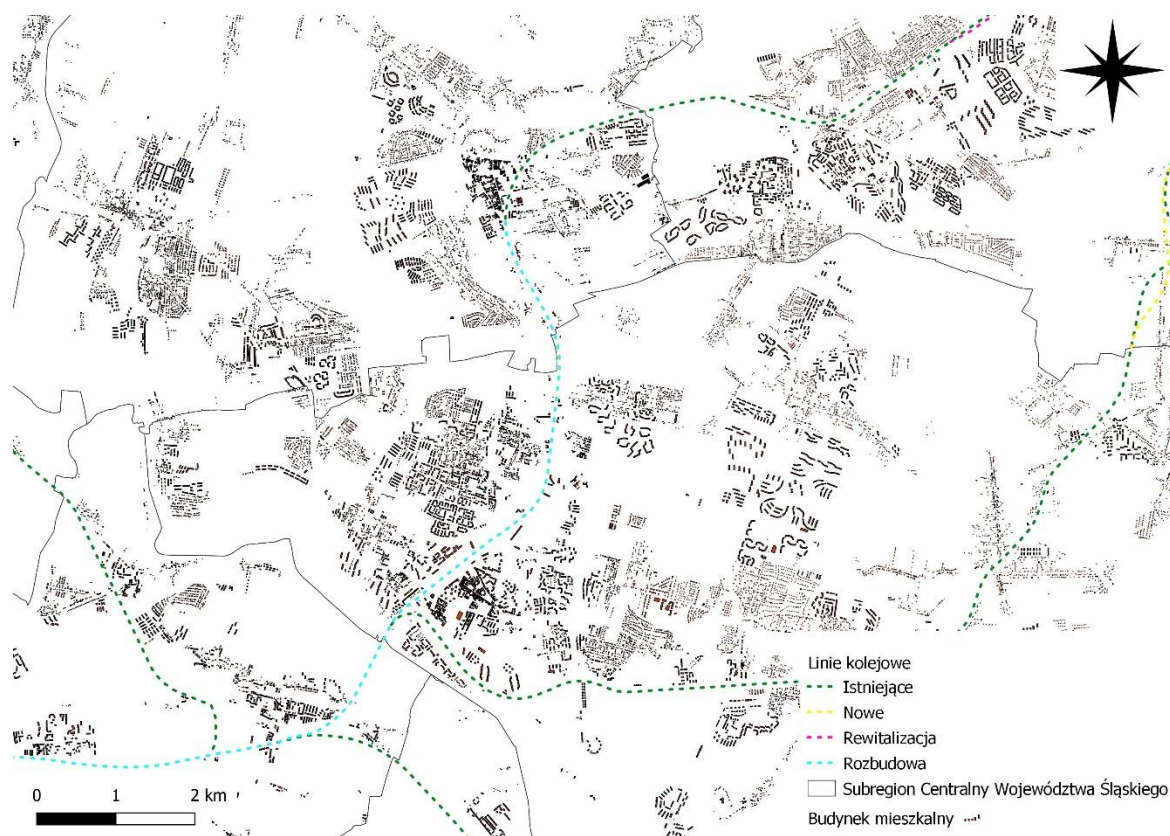 Linie kolejowe
Istniejące
Nowe
Rewitalizacja
Rozbudowa
Subregion Centralny Województwa Śląskiego
Budynek mieszkalny
0 1 2 km